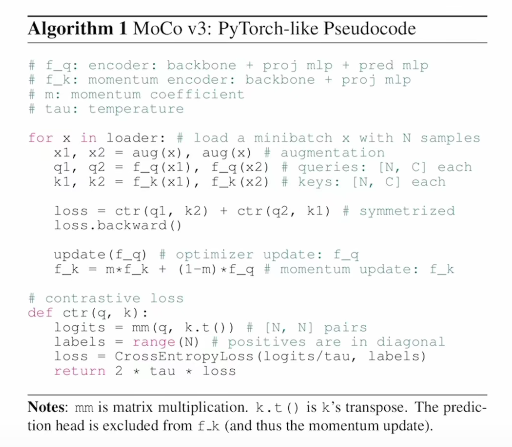 Algorithm 1 MoCo v3: PyTorch-like Pseudocode
# f_q: encoder: backbone + proj mlp + pred mlp
# f_k: momentum encoder: backbone + proj mlp
# m: momentum coefficient
# tau: temperature
for x in loader: # load a minibatch x with N samples
x1, x2 = aug(x), aug(x) # augmentation
q1, q2 = f_q(x1), f_q(x2) # queries: [N, C] each
k1, k2 = f_k(x1), f_k(x2) # keys: [N, C] each
loss = ctr(q1, k2) + ctr(q2, k1) # symmetrized
loss.backward()
update(f_q) # optimizer update: f_q
f_k = m*f_k + (1-m)*f_q # momentum update: f_k
# contrastive loss
def ctr(q, k):
logits = mm(q, k.t()) # [N, N] pairs
labels = range(N) # positives are in diagonal
loss = CrossEntropyLoss(logits/tau, labels)
return 2 * tau * loss
Notes: mm is matrix multiplication. k.t() is k's transpose. The predic-
tion head is excluded from f_k (and thus the momentum update).